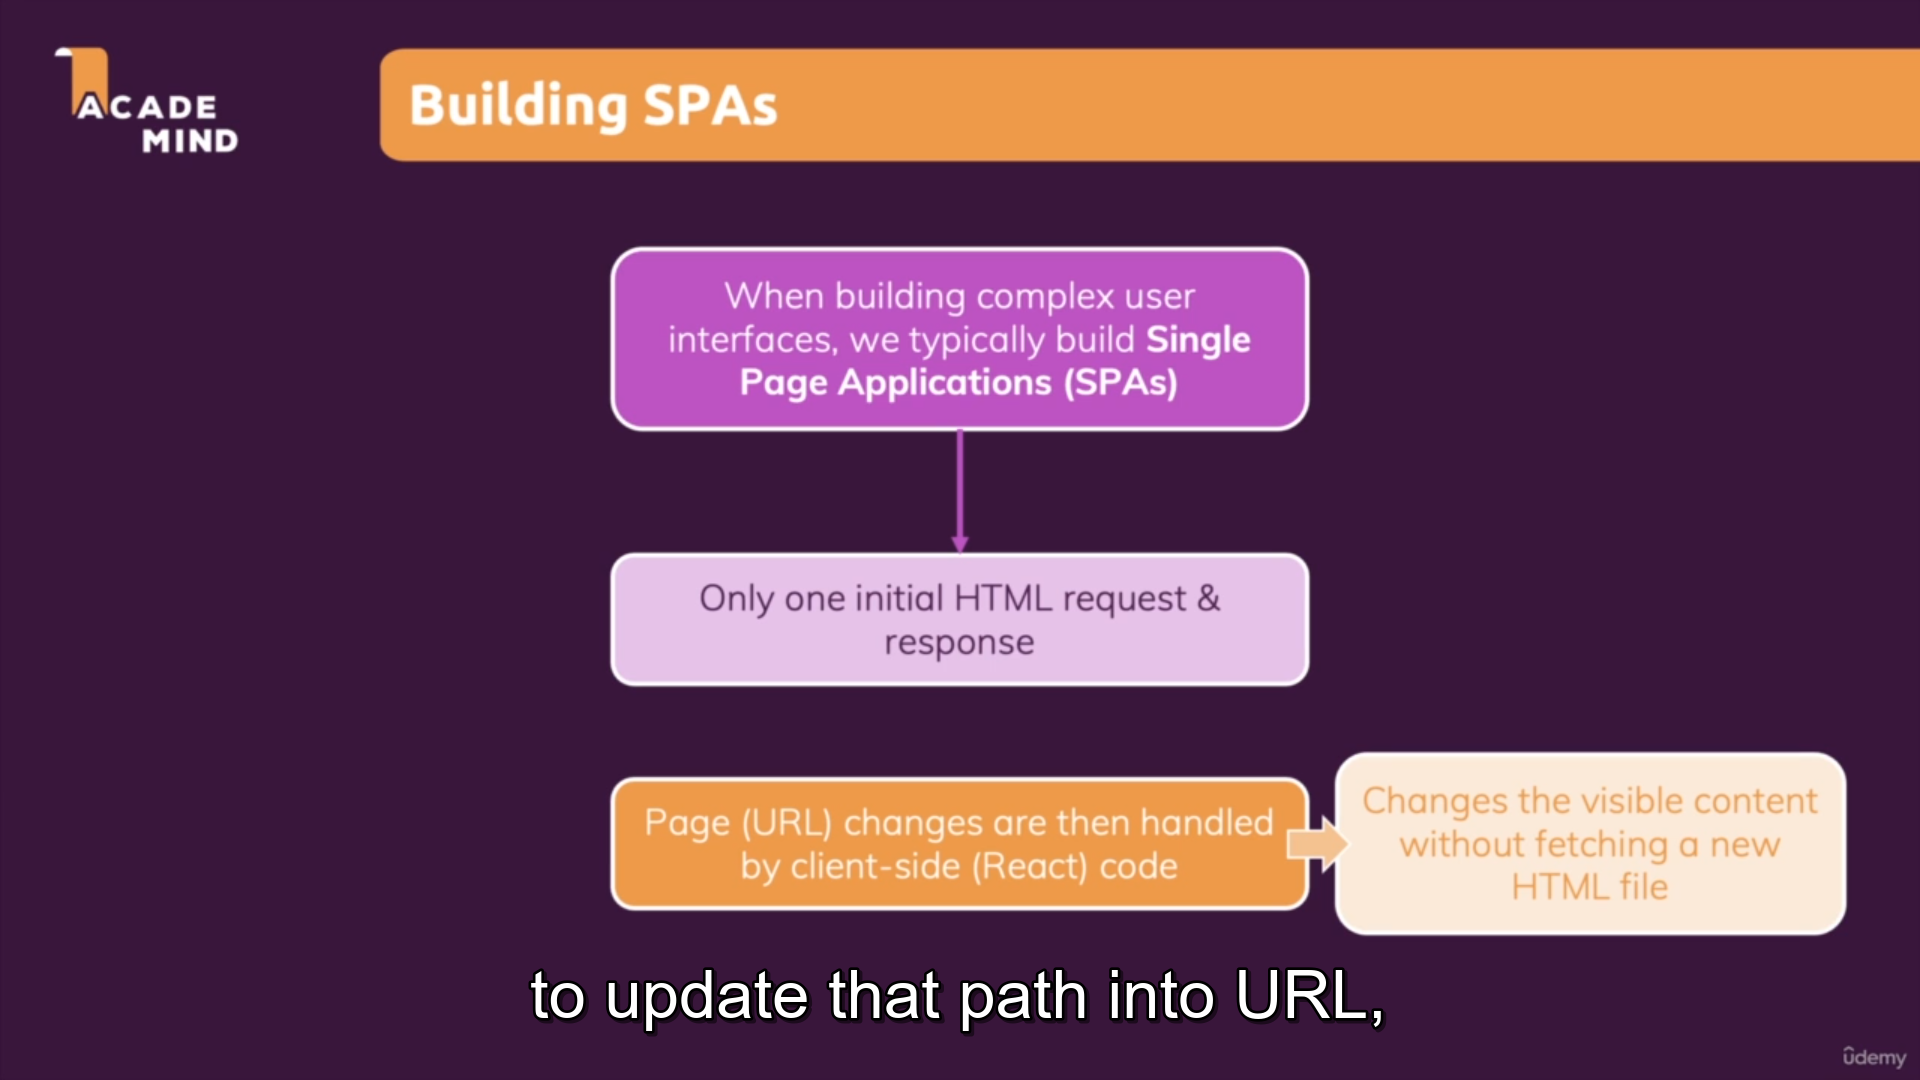 ACADE
MIND
Building SPAs
When building complex user
interfaces, we typically build Single
Page Applications (SPAs)
Only one initial HTML request &
response
Page (URL) changes are then handled
by client-side (React) code
Changes the visible content
without fetching a new
HTML file
to update that path into URL,
ûdemy